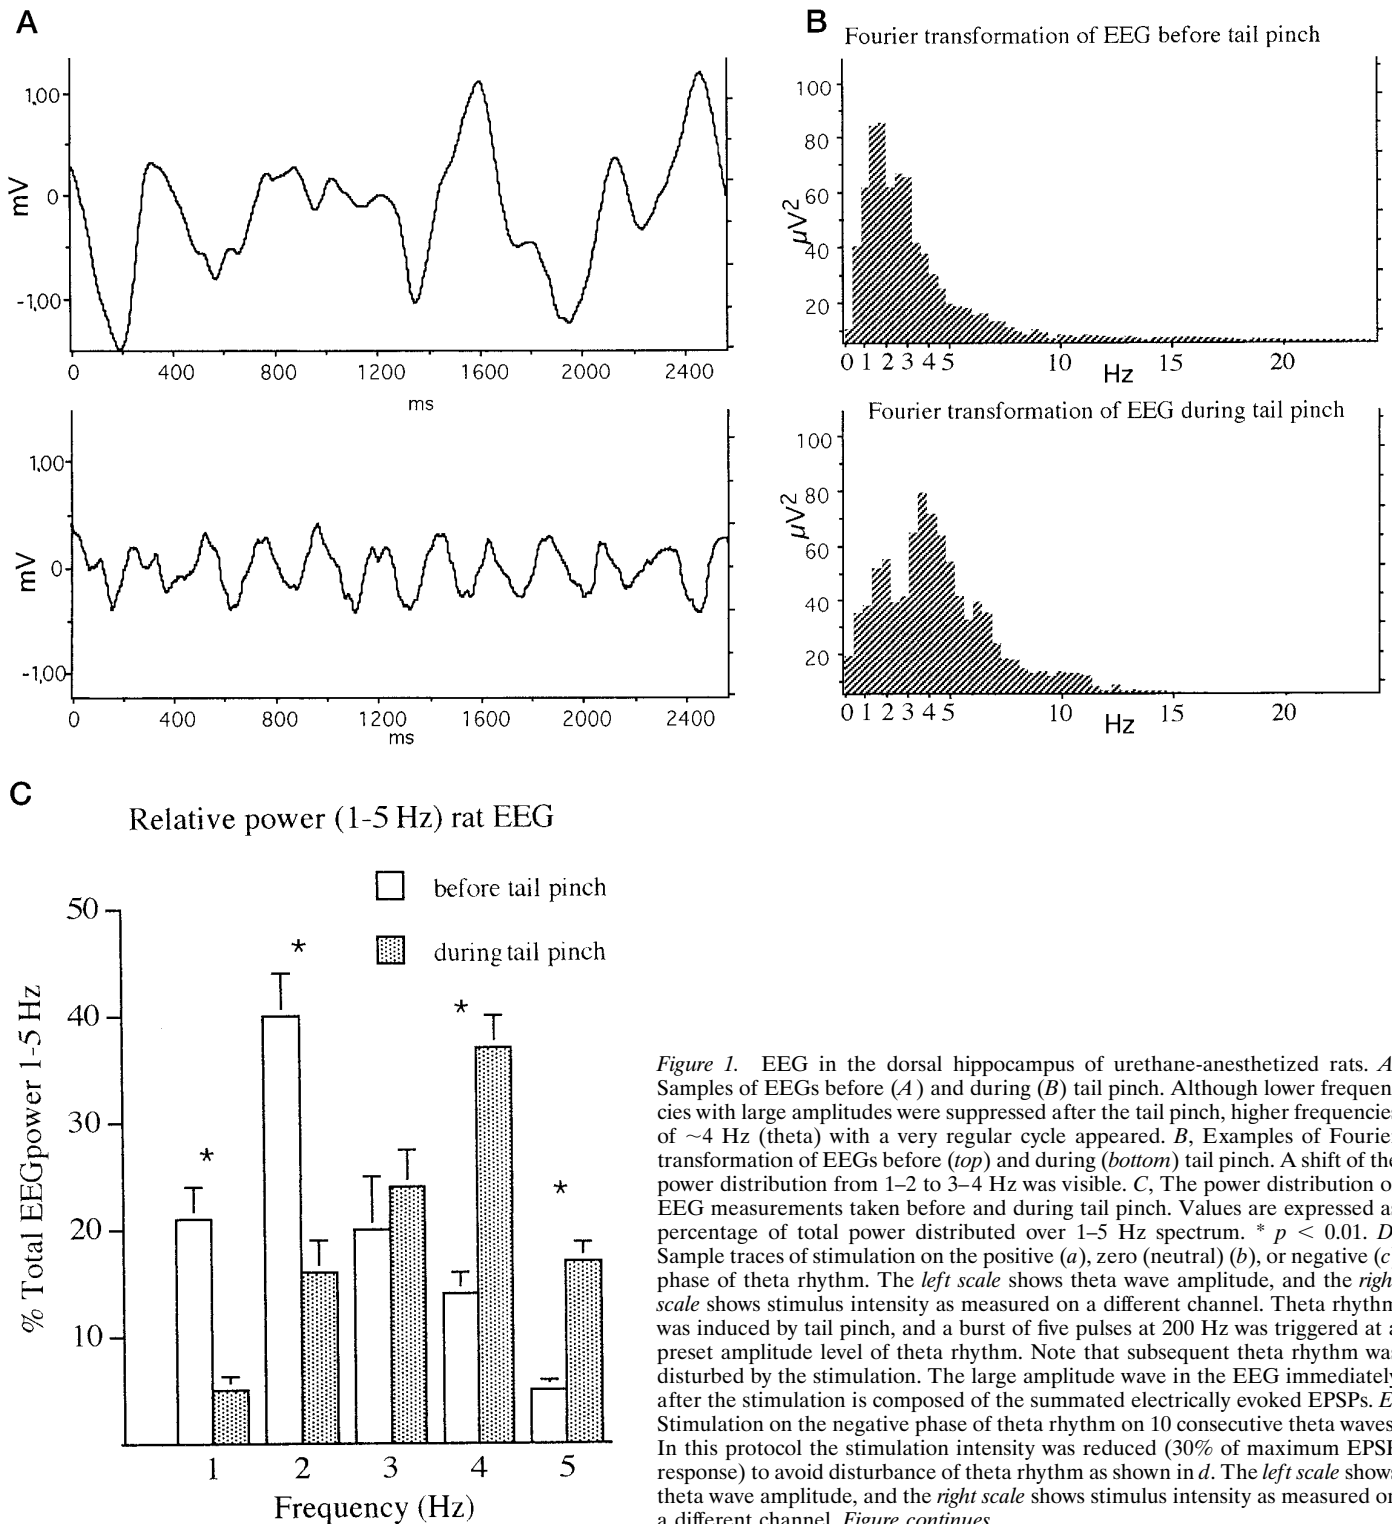 A
1,00
0
-1,00
mV
0 400 800 1200 1600 2000 2400
ms
1,00
0
-1,00
mV
0 400 800 1200 1600 2000 2400
ms
B
Fourier transformation of EEG before tail pinch
100
80
60
40
20
µV2
0 1 2 3 4 5 10 15 20
Hz
Fourier transformation of EEG during tail pinch
100
80
60
40
20
µV2
0 1 2 3 4 5 10 15 20
Hz
C
Relative power (1-5 Hz) rat EEG
before tail pinch
during tail pinch
50
40
30
20
10
% Total EEGpower 1-5 Hz
* * * *
1 2 3 4 5
Frequency (Hz)
Figure 1. EEG in the dorsal hippocampus of urethane-anesthetized rats. A
Samples of EEGs before (A) and during (B) tail pinch. Although lower frequen
cies with large amplitudes were suppressed after the tail pinch, higher frequencies
of ~4 Hz (theta) with a very regular cycle appeared. B, Examples of Fourier
transformation of EEGs before (top) and during (bottom) tail pinch. A shift of the
power distribution from 1–2 to 3–4 Hz was visible. C, The power distribution o
EEG measurements taken before and during tail pinch. Values are expressed as
percentage of total power distributed over 1–5 Hz spectrum. * p < 0.01. D
Sample traces of stimulation on the positive (a), zero (neutral) (b), or negative (c
phase of theta rhythm. The left scale shows theta wave amplitude, and the righ
scale shows stimulus intensity as measured on a different channel. Theta rhythm
was induced by tail pinch, and a burst of five pulses at 200 Hz was triggered at a
preset amplitude level of theta rhythm. Note that subsequent theta rhythm was
disturbed by the stimulation. The large amplitude wave in the EEG immediately
after the stimulation is composed of the summated electrically evoked EPSPs. E
Stimulation on the negative phase of theta rhythm on 10 consecutive theta waves
In this protocol the stimulation intensity was reduced (30% of maximum EPSP
response) to avoid disturbance of theta rhythm as shown in d. The left scale shows
theta wave amplitude, and the right scale shows stimulus intensity as measured on
a different channel. Figure continues